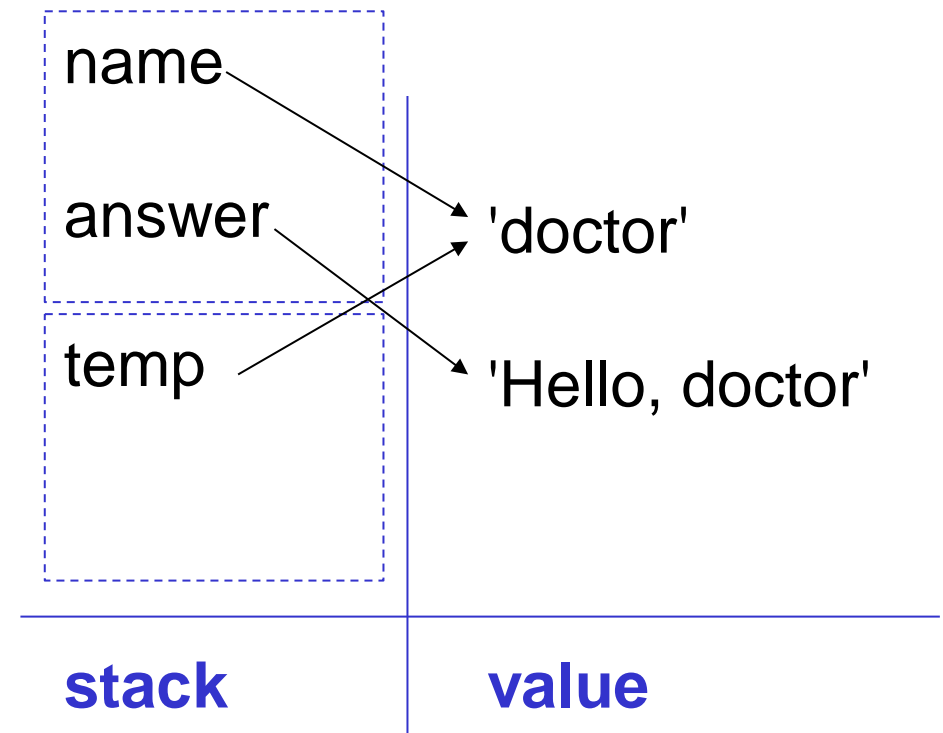 name
answer
'doctor'
temp
'Hello, doctor'
stack
value